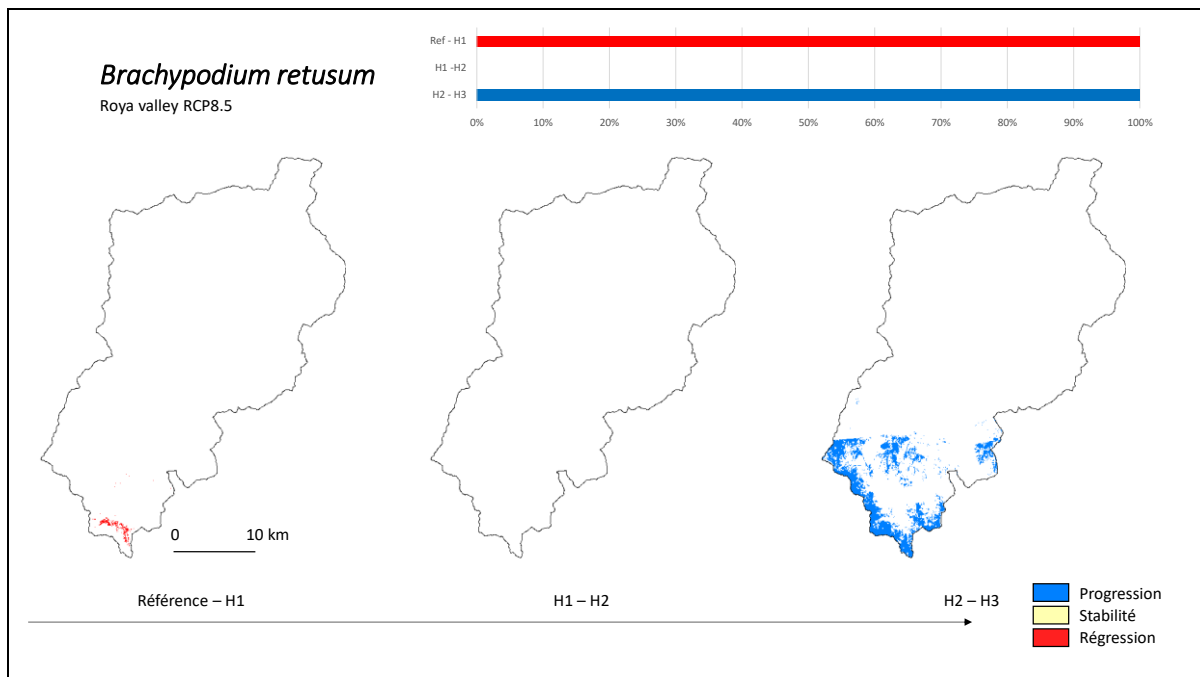 Brachypodium retusum
Roya valley RCP8.5
Ref - H1
H1 -H2
H2 - H3
0% 10% 20% 30% 40% 50% 60% 70% 80% 90% 100%
0 10 km
Référence – H1
H1 – H2
H2 – H3
Progression
Stabilité
Régression